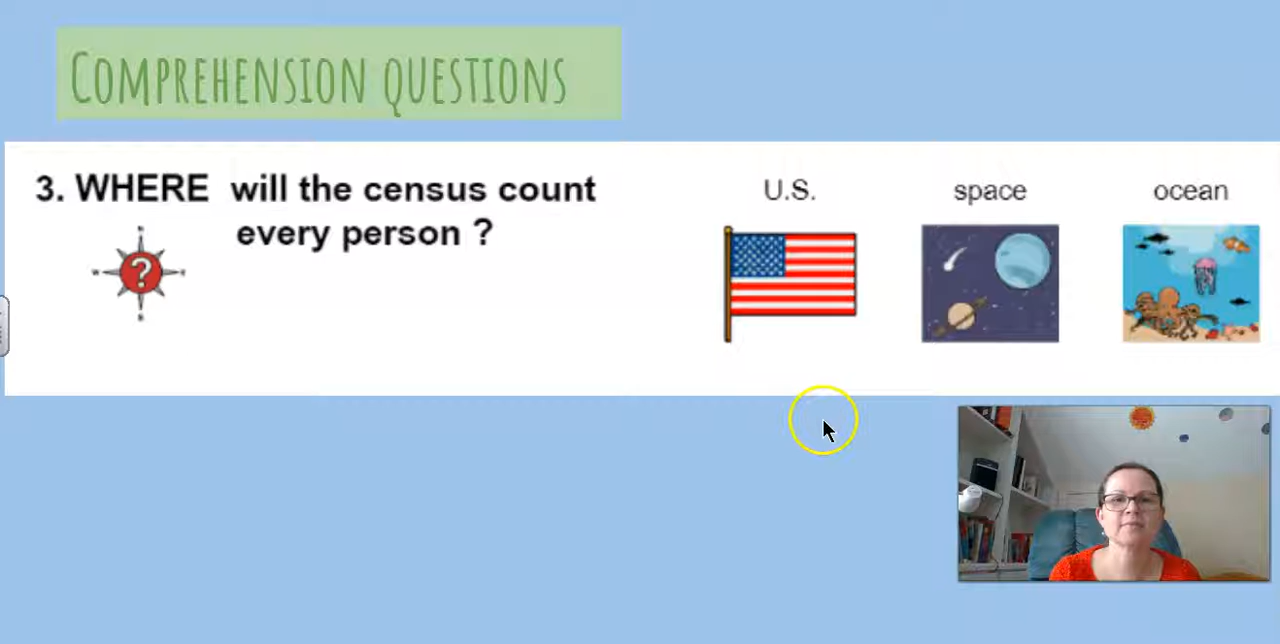 COMPREHENSION QUESTIONS
3. WHERE will the census count
every person ?
?
U.S.
space
ocean